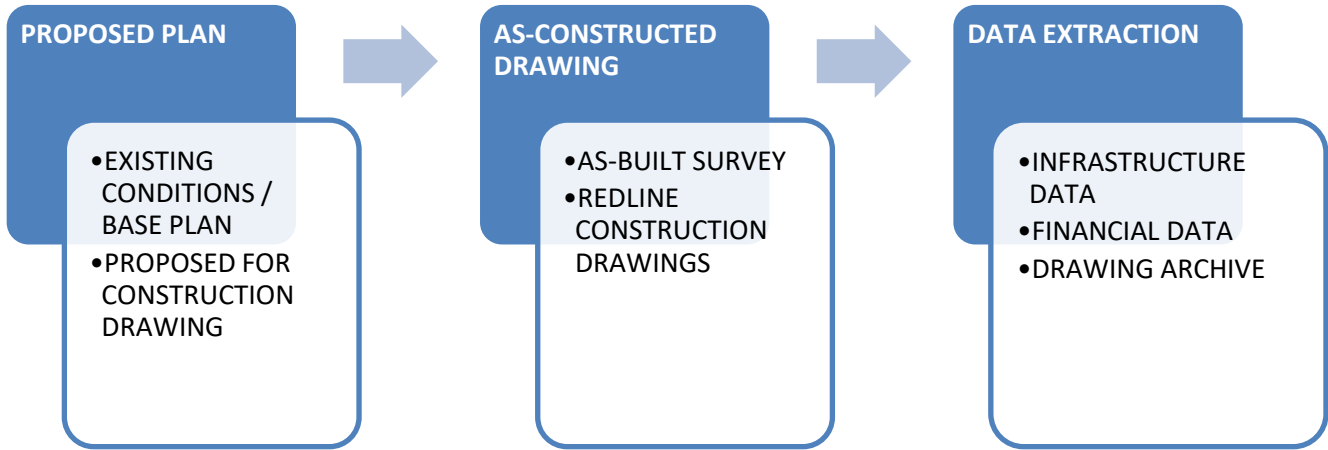 PROPOSED PLAN
•EXISTING
CONDITIONS /
BASE PLAN
•PROPOSED FOR
CONSTRUCTION
DRAWING
AS-CONSTRUCTED
DRAWING
•AS-BUILT SURVEY
•REDLINE
CONSTRUCTION
DRAWINGS
DATA EXTRACTION
•INFRASTRUCTURE
DATA
•FINANCIAL DATA
•DRAWING ARCHIVE